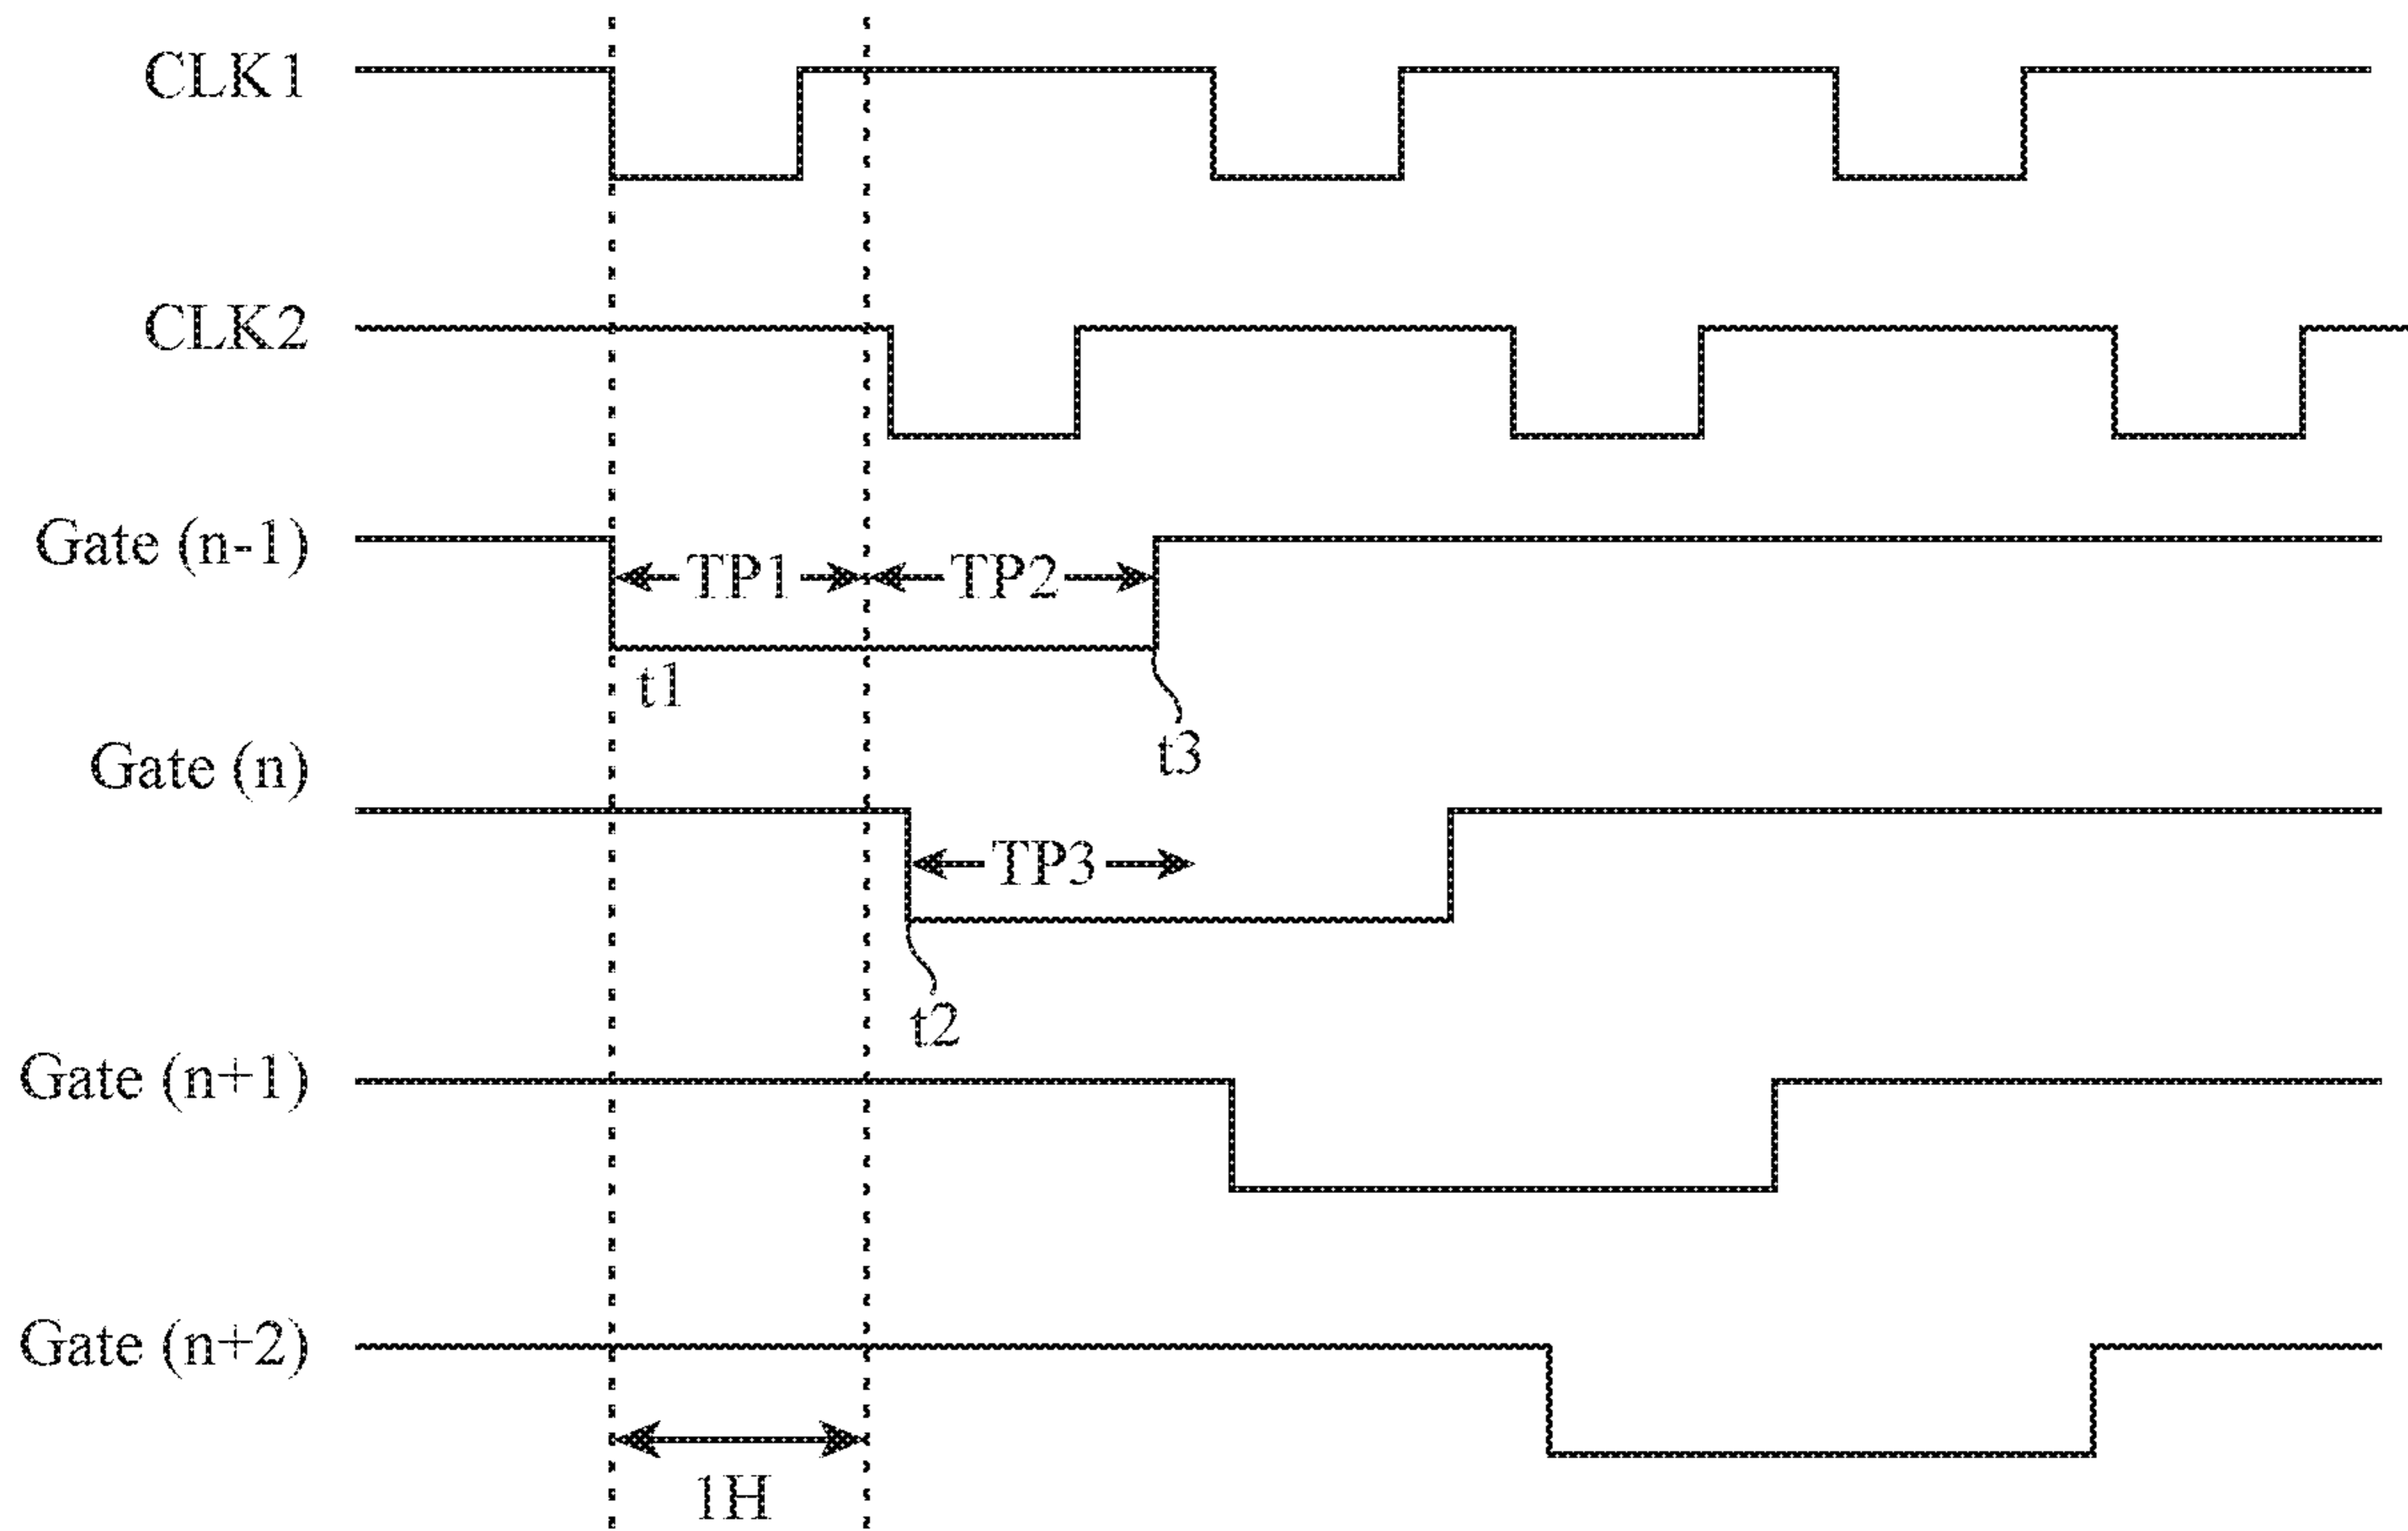 CLK1
CLK2
Gate (n-1)
TP1
TP2
t1
t3
Gate (n)
TP3
t2
Gate (n+1)
Gate (n+2)
1H